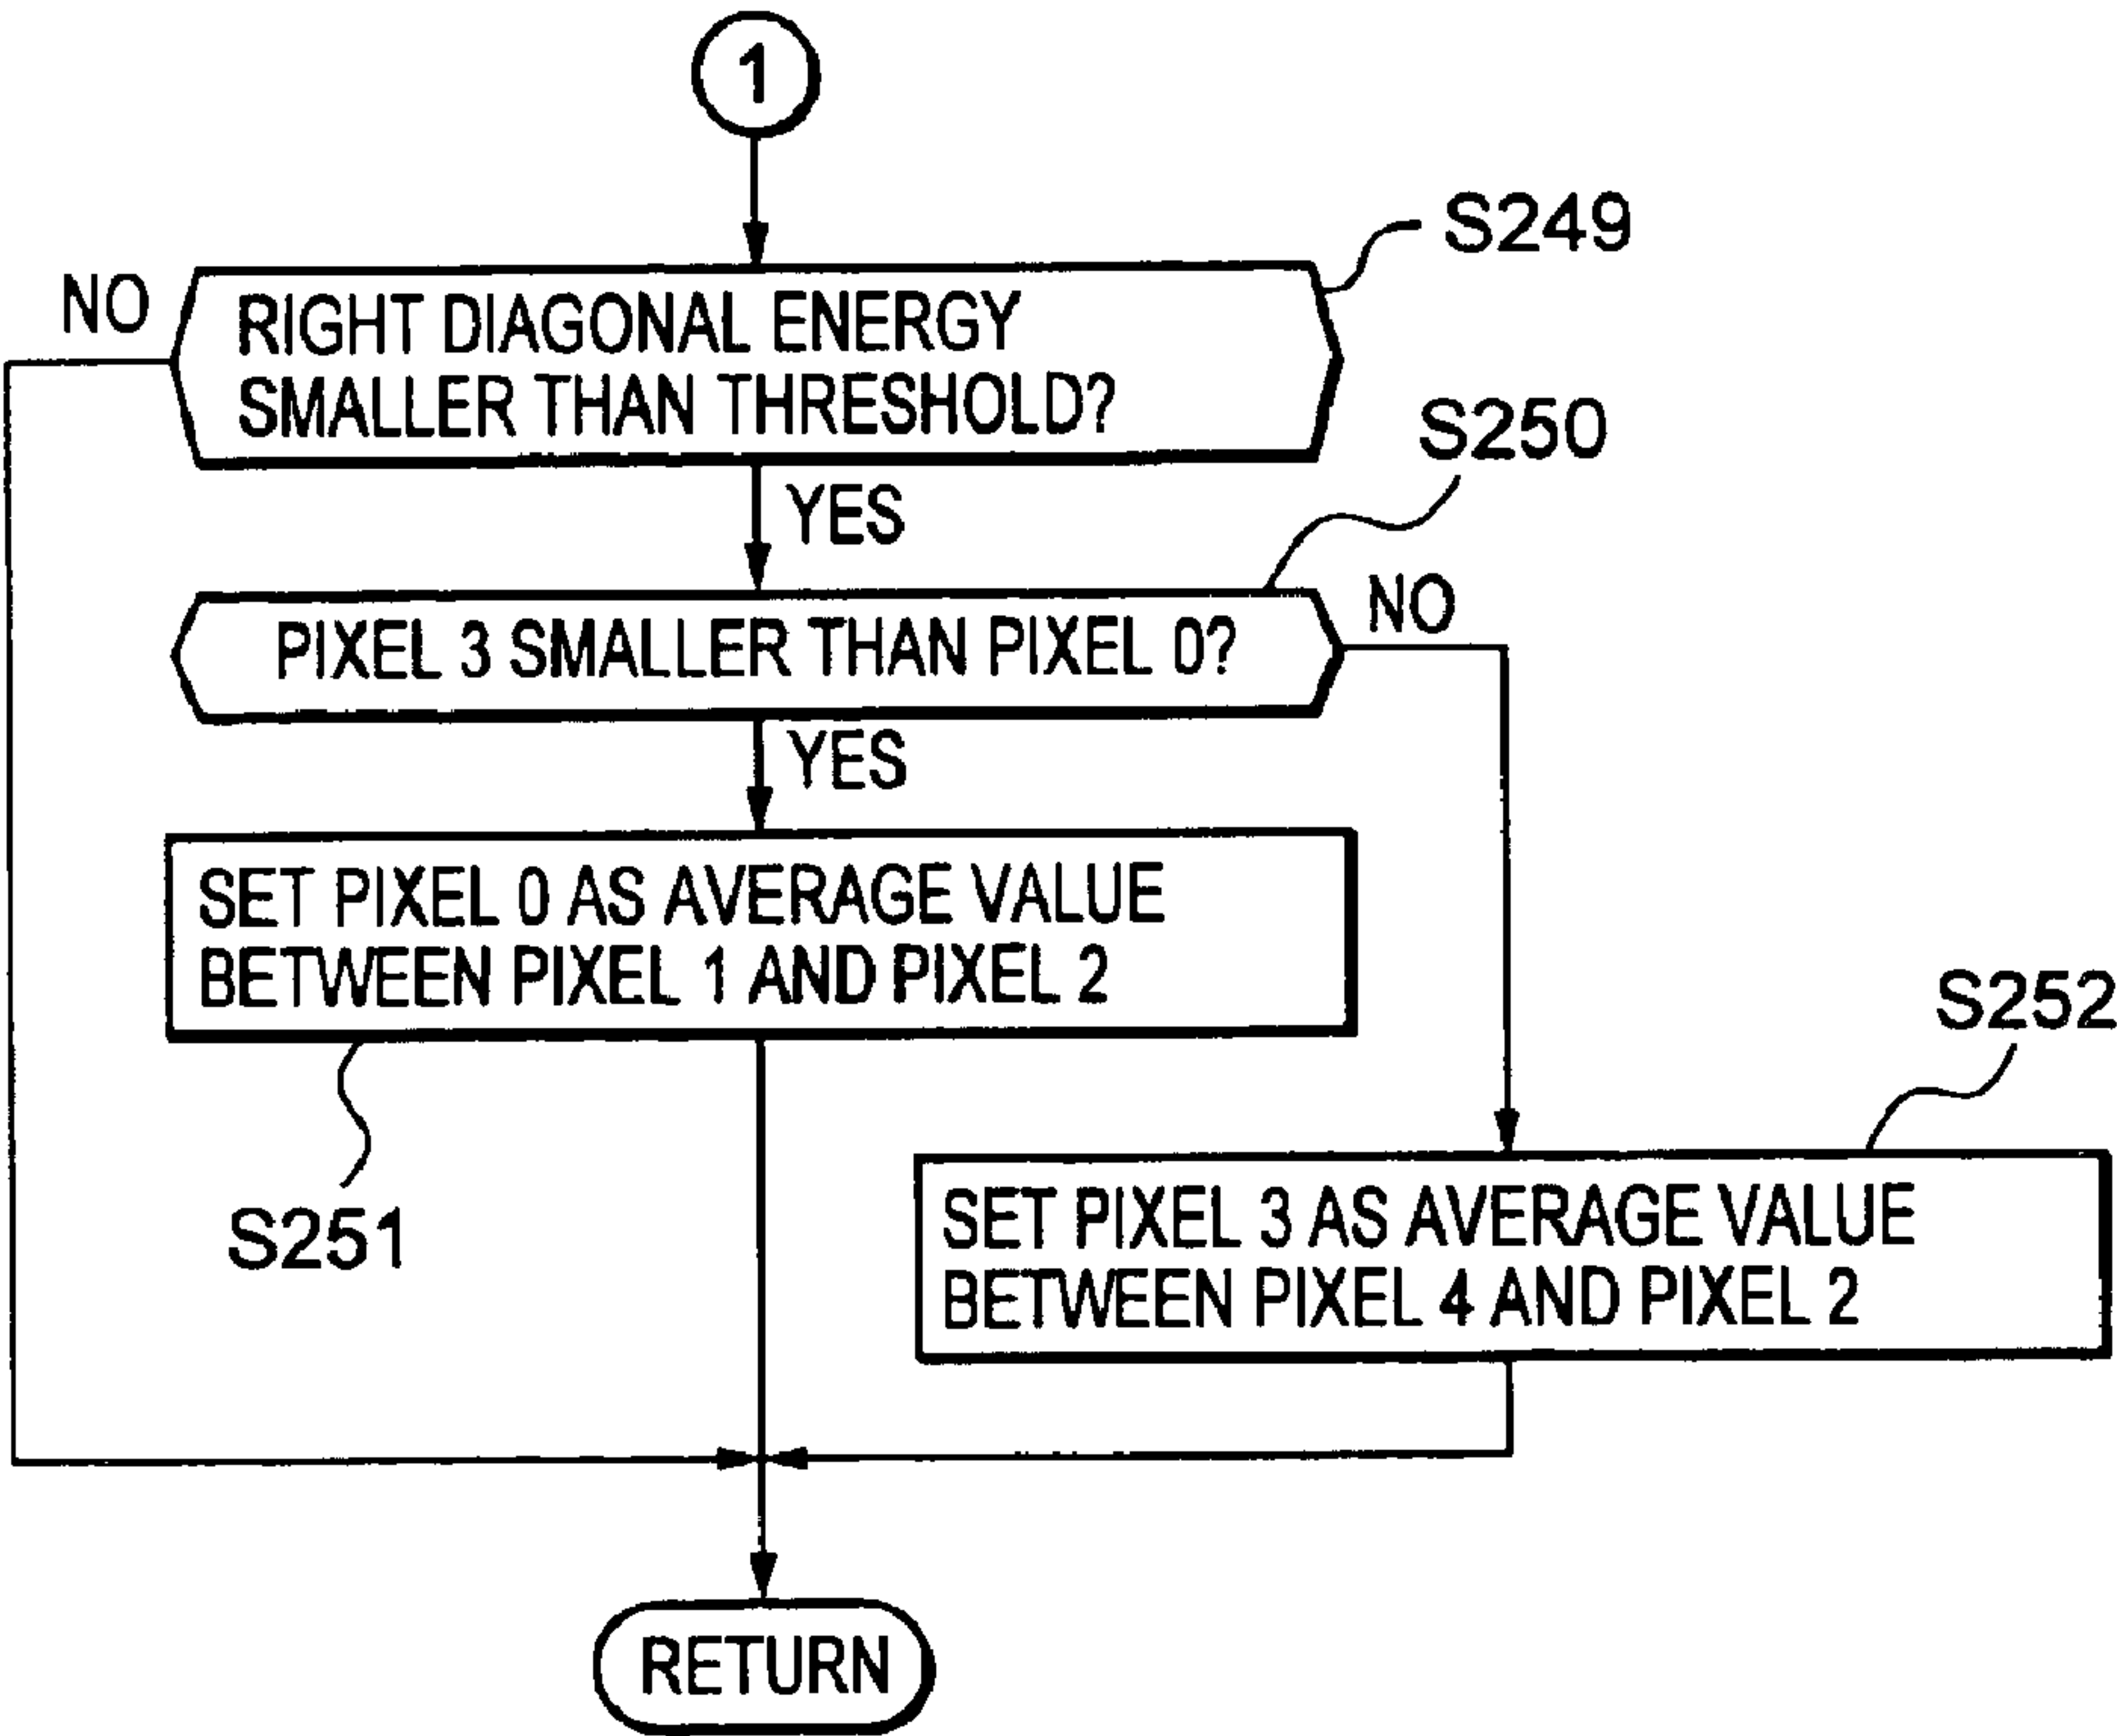 1
S249
NO
RIGHT DIAGONAL ENERGY
SMALLER THAN THRESHOLD?
S250
YES
NO
PIXEL 3 SMALLER THAN PIXEL 0?
YES
SET PIXEL 0 AS AVERAGE VALUE
BETWEEN PIXEL 1 AND PIXEL 2
S252
S251
SET PIXEL 3 AS AVERAGE VALUE
BETWEEN PIXEL 4 AND PIXEL 2
RETURN